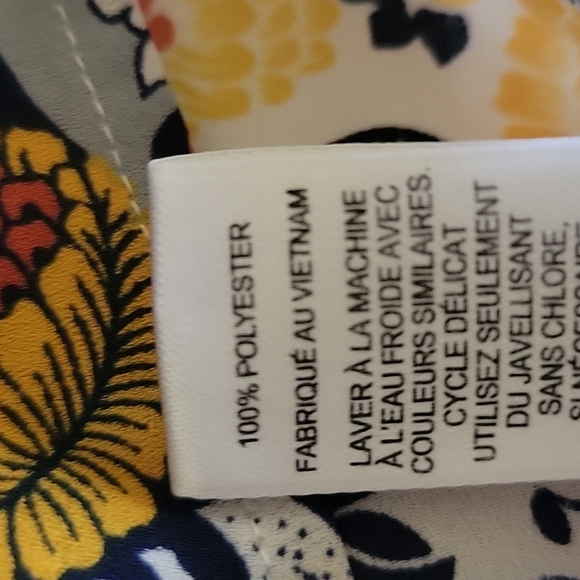 100% POLYESTER
FABRIQUÉ AU VIETNAM
LAVER À LA MACHINE
À L'EAU FROIDE AVEC
COULEURS SIMILAIRES.
CYCLE DÉLICAT
UTILISEZ SEULEMENT
DU JAVELLISANT
SANS CHLORE,